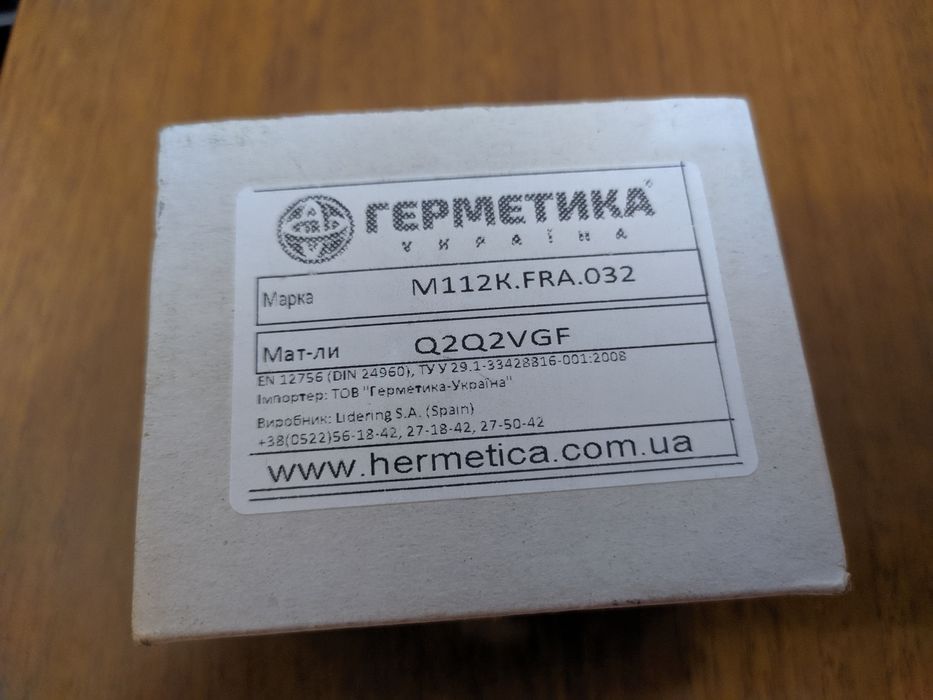 ГЕРМЕТИКА
УКРАЇНА
Марка M112K.FRA.032
Мат-ли Q2Q2VGF
EN 12756 (DIN 24960), ТУ У 29.1-33428816-001:2008
Імпортер: ТОВ "Герметика-Україна"
Виробник: Lidering S.A. (Spain)
+38(0522)56-18-42, 27-18-42, 27-50-42
www.hermetica.com.ua